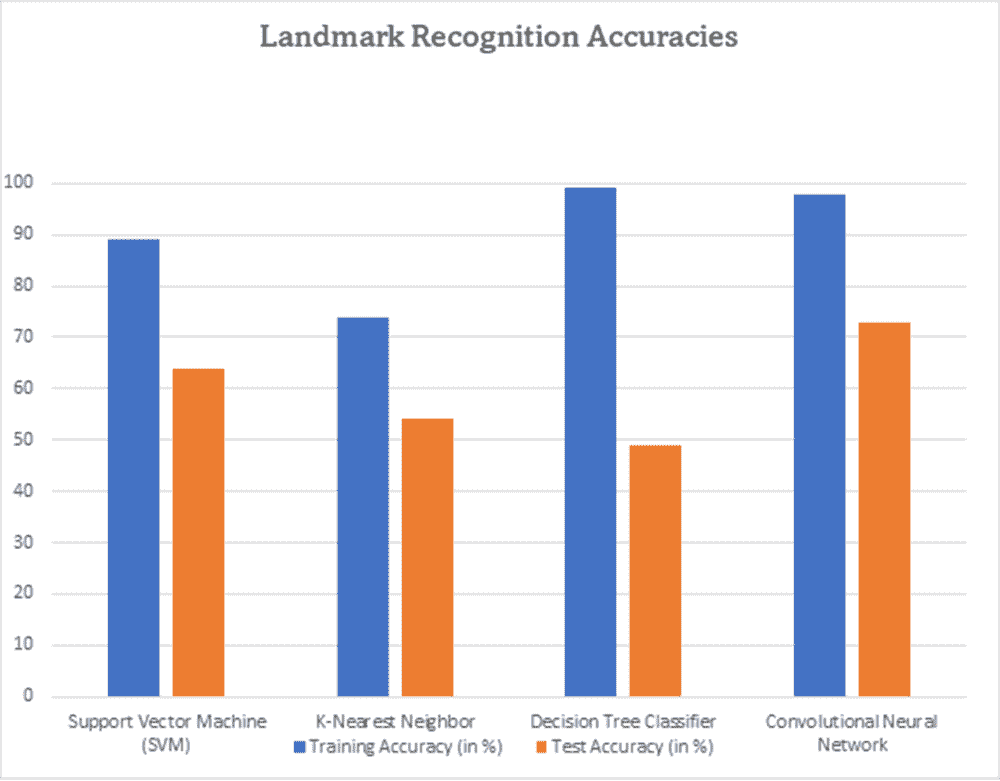 Landmark Recognition Accuracies
100
90
80
70
60
50
40
30
20
10
0
Support Vector Machine
(SVM)
K-Nearest Neighbor
Decision Tree Classifier
Convolutional Neural
Network
Training Accuracy (in %)
Test Accuracy (in %)